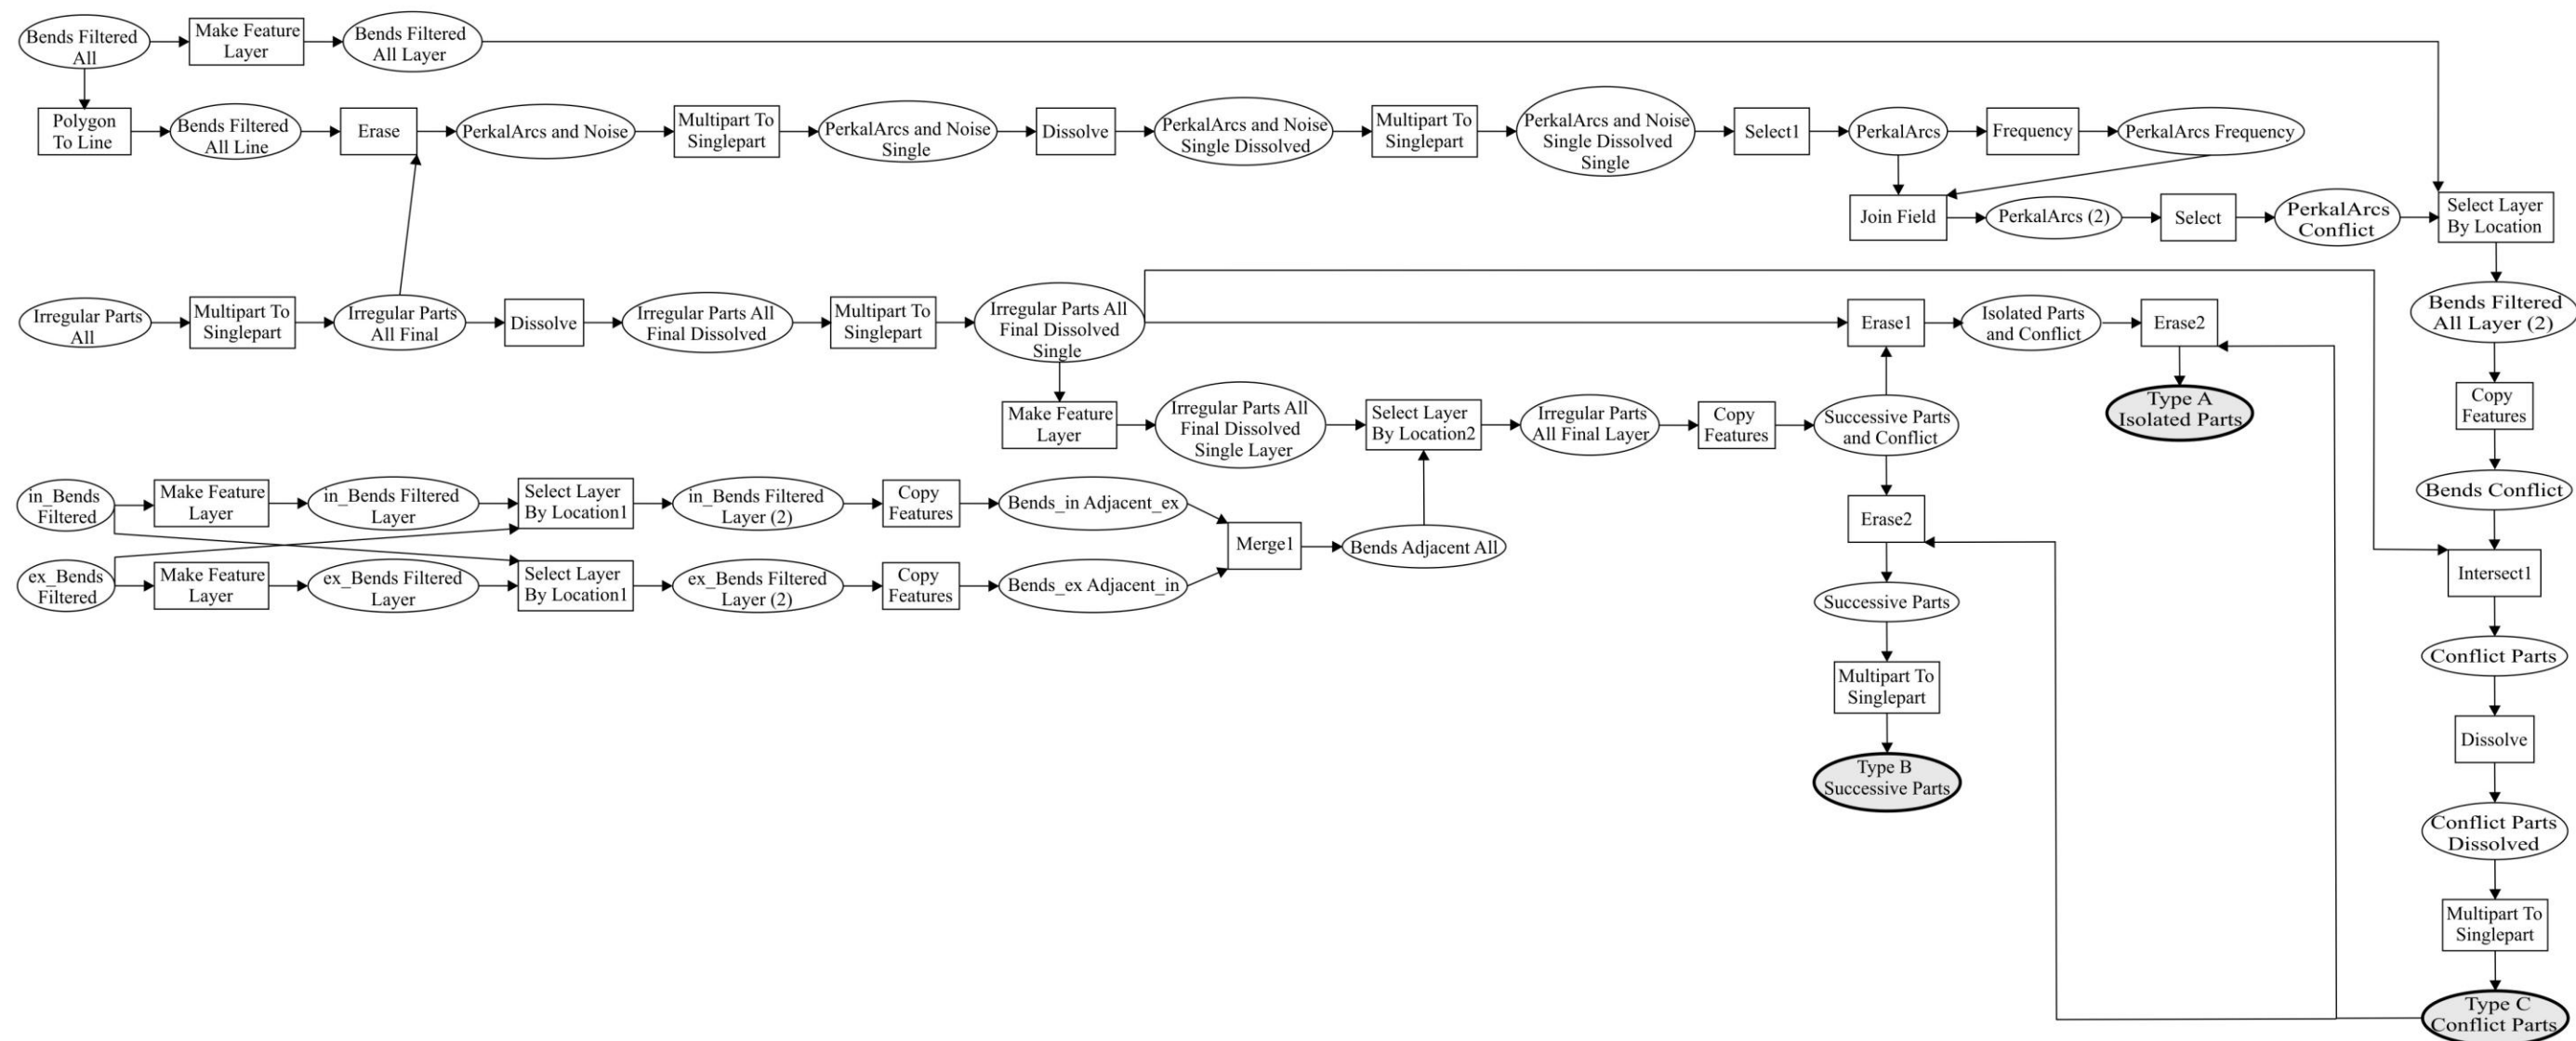 Bends Filtered
All
Make Feature
Layer
Bends Filtered
All Layer
Polygon
To Line
Bends Filtered
All Line
Erase
PerkalArcs and Noise
Multipart To
Singlepart
PerkalArcs and Noise
Single
Dissolve
PerkalArcs and Noise
Single Dissolved
Multipart To
Singlepart
PerkalArcs and Noise
Single Dissolved
Single
Select1
PerkalArcs
Frequency
PerkalArcs Frequency
Join Field
PerkalArcs (2)
Select
PerkalArcs
Conflict
Select Layer
By Location
Irregular Parts
All
Multipart To
Singlepart
Irregular Parts
All Final
Dissolve
Irregular Parts All
Final Dissolved
Multipart To
Singlepart
Irregular Parts All
Final Dissolved
Single
Erase1
Isolated Parts
and Conflict
Erase2
Bends Filtered
All Layer (2)
Make Feature
Layer
Irregular Parts All
Final Dissolved
Single Layer
Select Layer
By Location2
Irregular Parts
All Final Layer
Copy
Features
Successive Parts
and Conflict
Type A
Isolated Parts
Copy
Features
in_Bends
Filtered
Make Feature
Layer
in_Bends Filtered
Layer
Select Layer
By Location1
in_Bends Filtered
Layer (2)
Copy
Features
Bends_in Adjacent_ex
Bends Conflict
Merge1
Bends Adjacent All
Erase2
ex_Bends
Filtered
Make Feature
Layer
ex_Bends Filtered
Layer
Select Layer
By Location1
ex_Bends Filtered
Layer (2)
Copy
Features
Bends_ex Adjacent_in
Intersect1
Successive Parts
Conflict Parts
Multipart To
Singlepart
Dissolve
Type B
Successive Parts
Conflict Parts
Dissolved
Multipart To
Singlepart
Type C
Conflict Parts